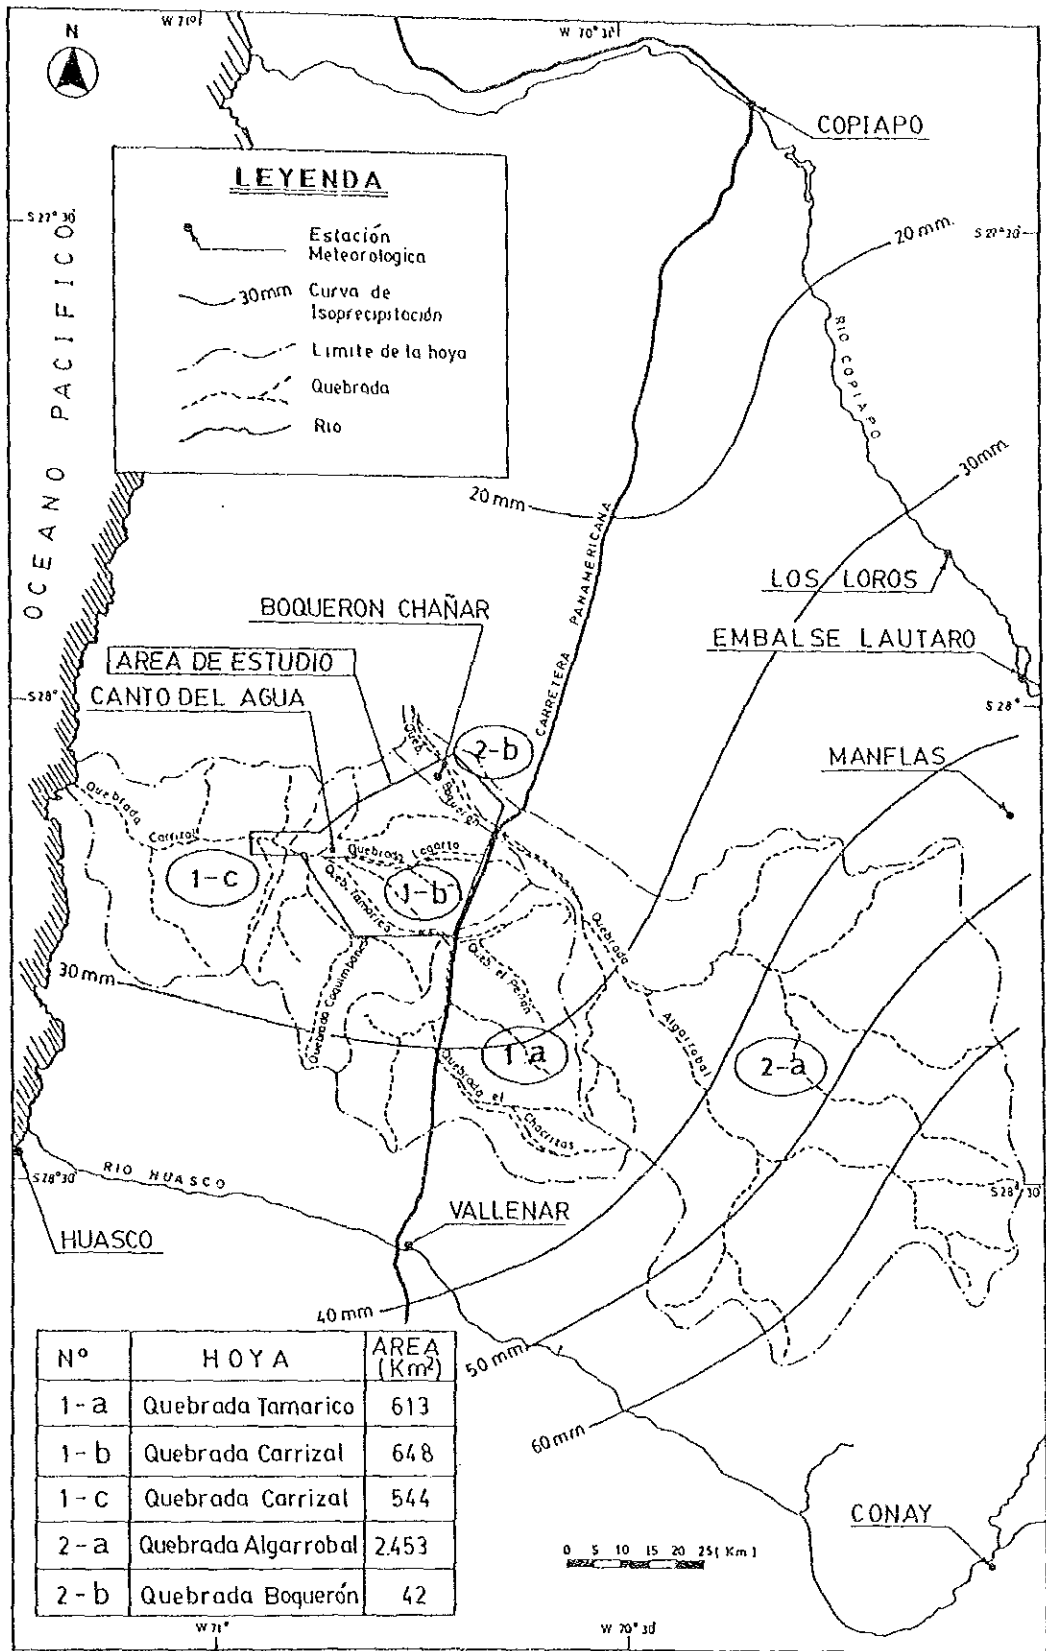 W 71°
W 70° 30'
N
COPIAPO
LEYENDA
Estación
Meteorologica
30mm Curva de
Isoprecipitación
Limite de la hoya
Quebrada
Rio
S 27° 30'
S 27° 30'
OCEANO PACIFICO
20 mm.
RIO COPIAPO
30mm.
20 mm
CARRETERA PANAMERICANA
LOS LOROS
BOQUERON CHAÑAR
EMBALSE LAUTARO
AREA DE ESTUDIO
S28°
CANTO DEL AGUA
S 28°
Queb. Boqueron
2-b
MANFLAS
Quebrada Carrizal
Quebrada Lagarto
1-c
Queb. Tamarico
1-b
Quebrada Algarrobal
30 mm
Quebrada Coquimbana
Queb. el Peñon
1-a
2-a
Quebrada el Chacritas
S28° 30'
RIO HUASCO
S 28° 30'
VALLENAR
HUASCO
40 mm
50 mm
60 mm
Nº HOYA AREA (Km²)
1-a Quebrada Tamarico 613
1-b Quebrada Carrizal 648
1-c Quebrada Carrizal 544
2-a Quebrada Algarrobal 2.453
2-b Quebrada Boquerón 42
CONAY
0 5 10 15 20 25 (Km)
W 71°
W 70° 30'